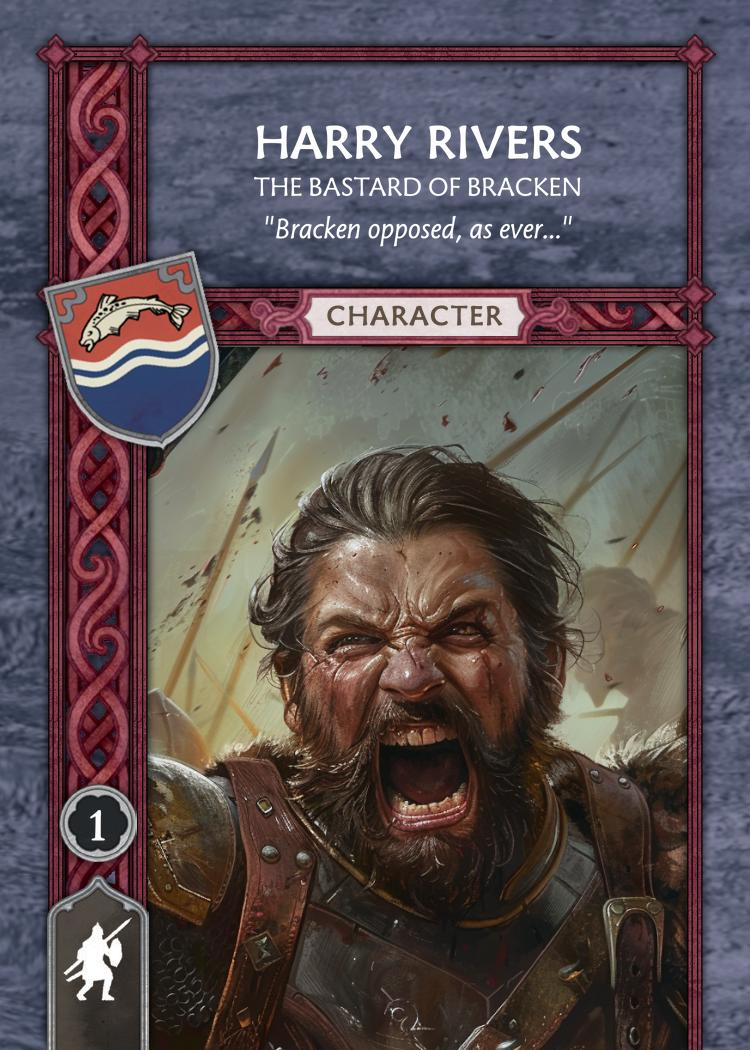 HARRY RIVERS
THE BASTARD OF BRACKEN
"Bracken opposed, as ever..."
CHARACTER
1